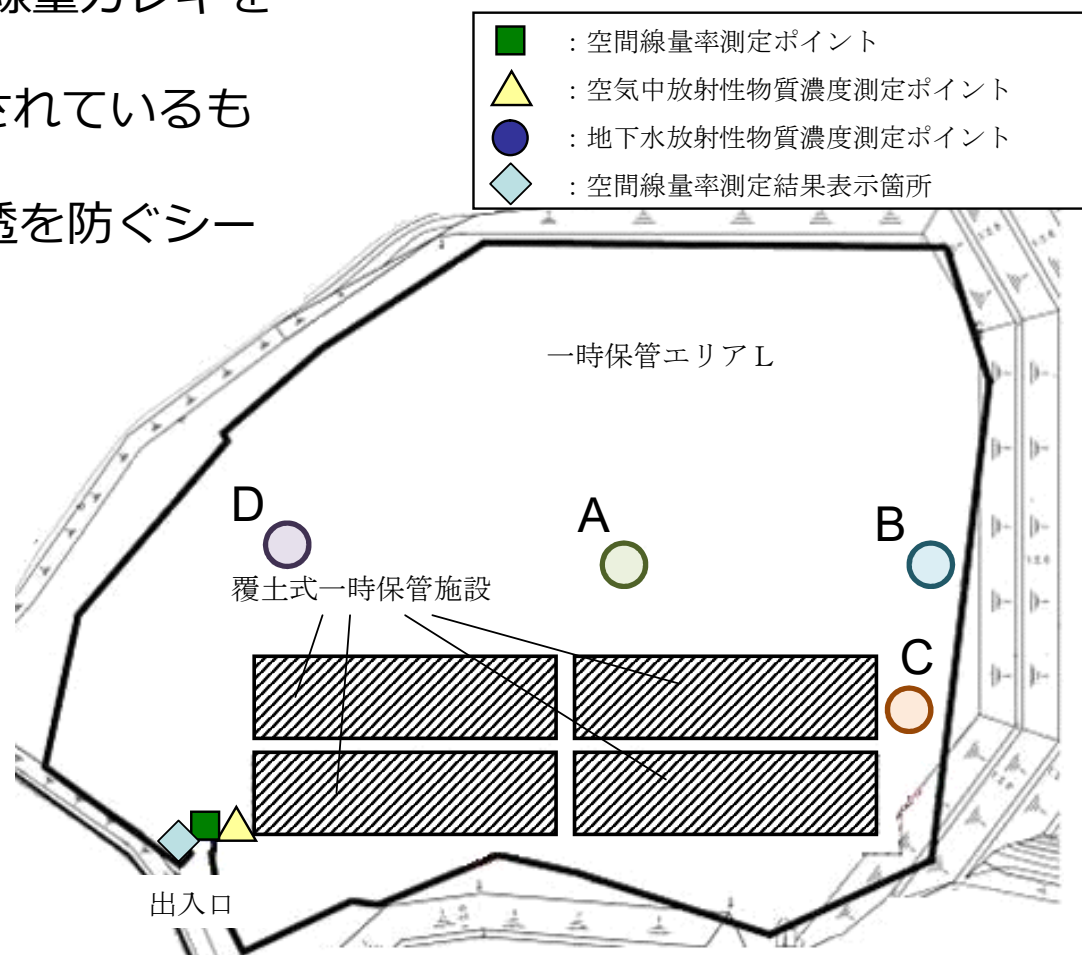 線量ガレキを
されているも
透を防ぐシー
：空間線量率測定ポイント
：空気中放射性物質濃度測定ポイント
：地下水放射性物質濃度測定ポイント
：空間線量率測定結果表示箇所
一時保管エリアL
D
A
B
覆土式一時保管施設
C
出入口